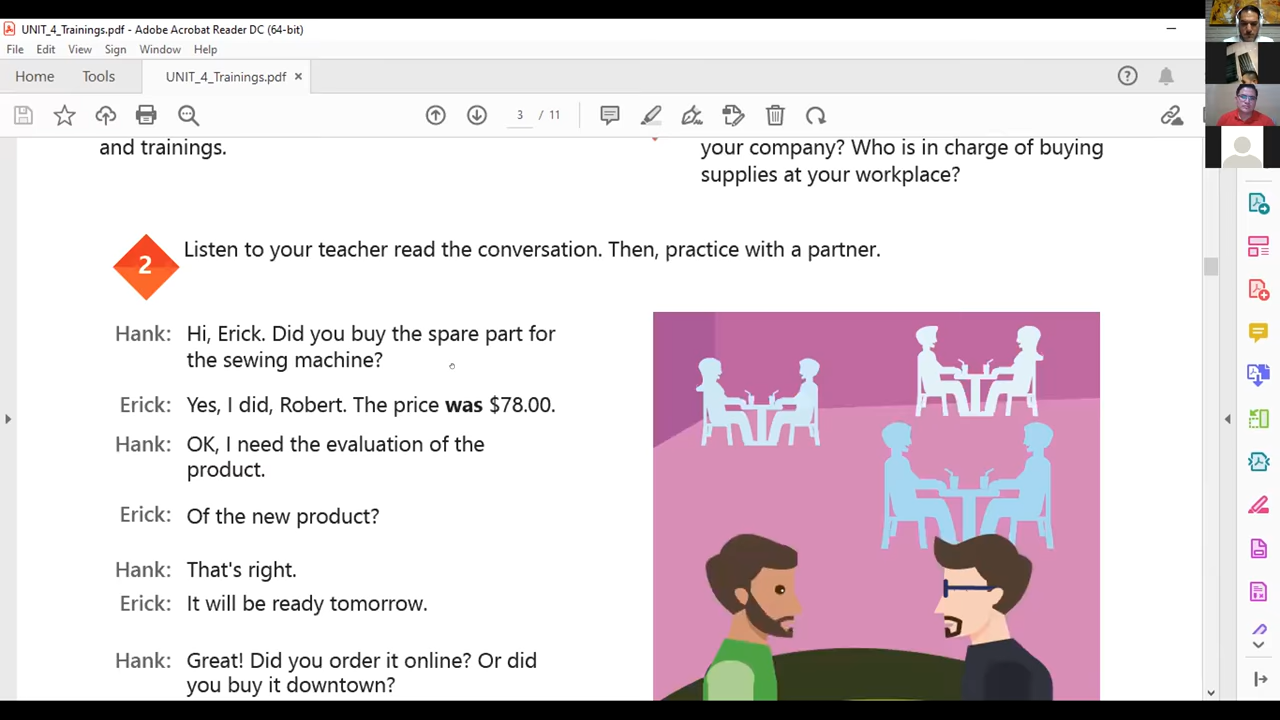 UNIT_4_Trainings.pdf - Adobe Acrobat Reader DC (64-bit)
File Edit View Sign Window Help
Home Tools UNIT_4_Trainings.pdf ×
3 / 11
and trainings.
your company? Who is in charge of buying
supplies at your workplace?
2
Listen to your teacher read the conversation. Then, practice with a partner.
Hank: Hi, Erick. Did you buy the spare part for
the sewing machine?
Erick: Yes, I did, Robert. The price was $78.00.
Hank: OK, I need the evaluation of the
product.
Erick: Of the new product?
Hank: That's right.
Erick: It will be ready tomorrow.
Hank: Great! Did you order it online? Or did
you buy it downtown?